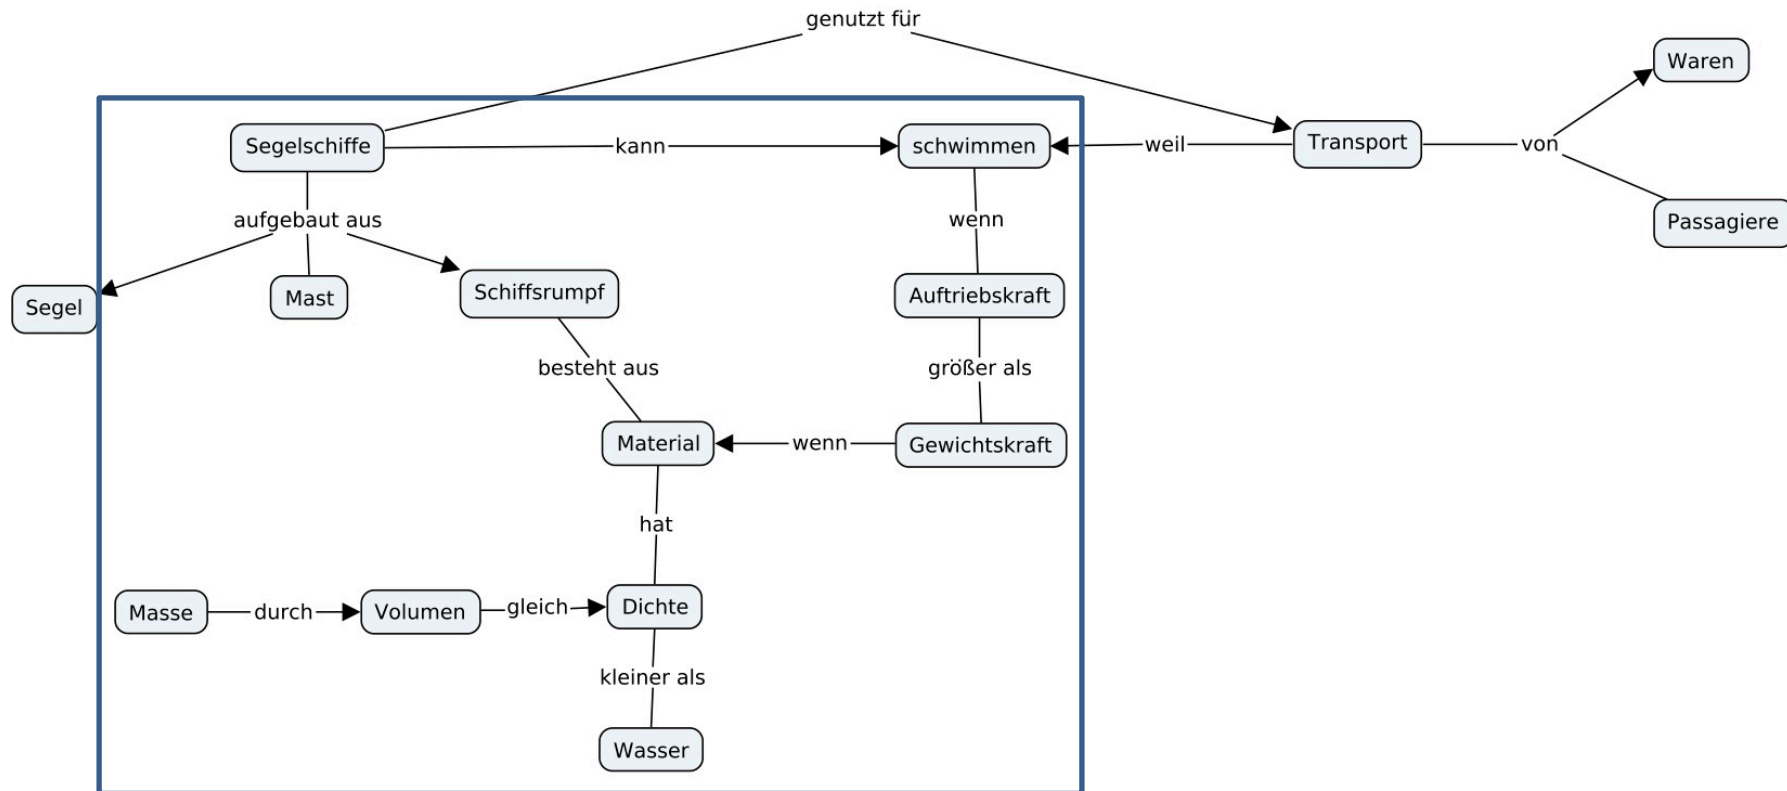 genutzt für
Waren
Segelschiffe
kann
schwimmen
weil
Transport
von
aufgebaut aus
wenn
Passagiere
Segel
Mast
Schiffsrumpf
Auftriebskraft
besteht aus
größer als
Material
wenn
Gewichtskraft
hat
Masse
durch
Volumen
gleich
Dichte
kleiner als
Wasser